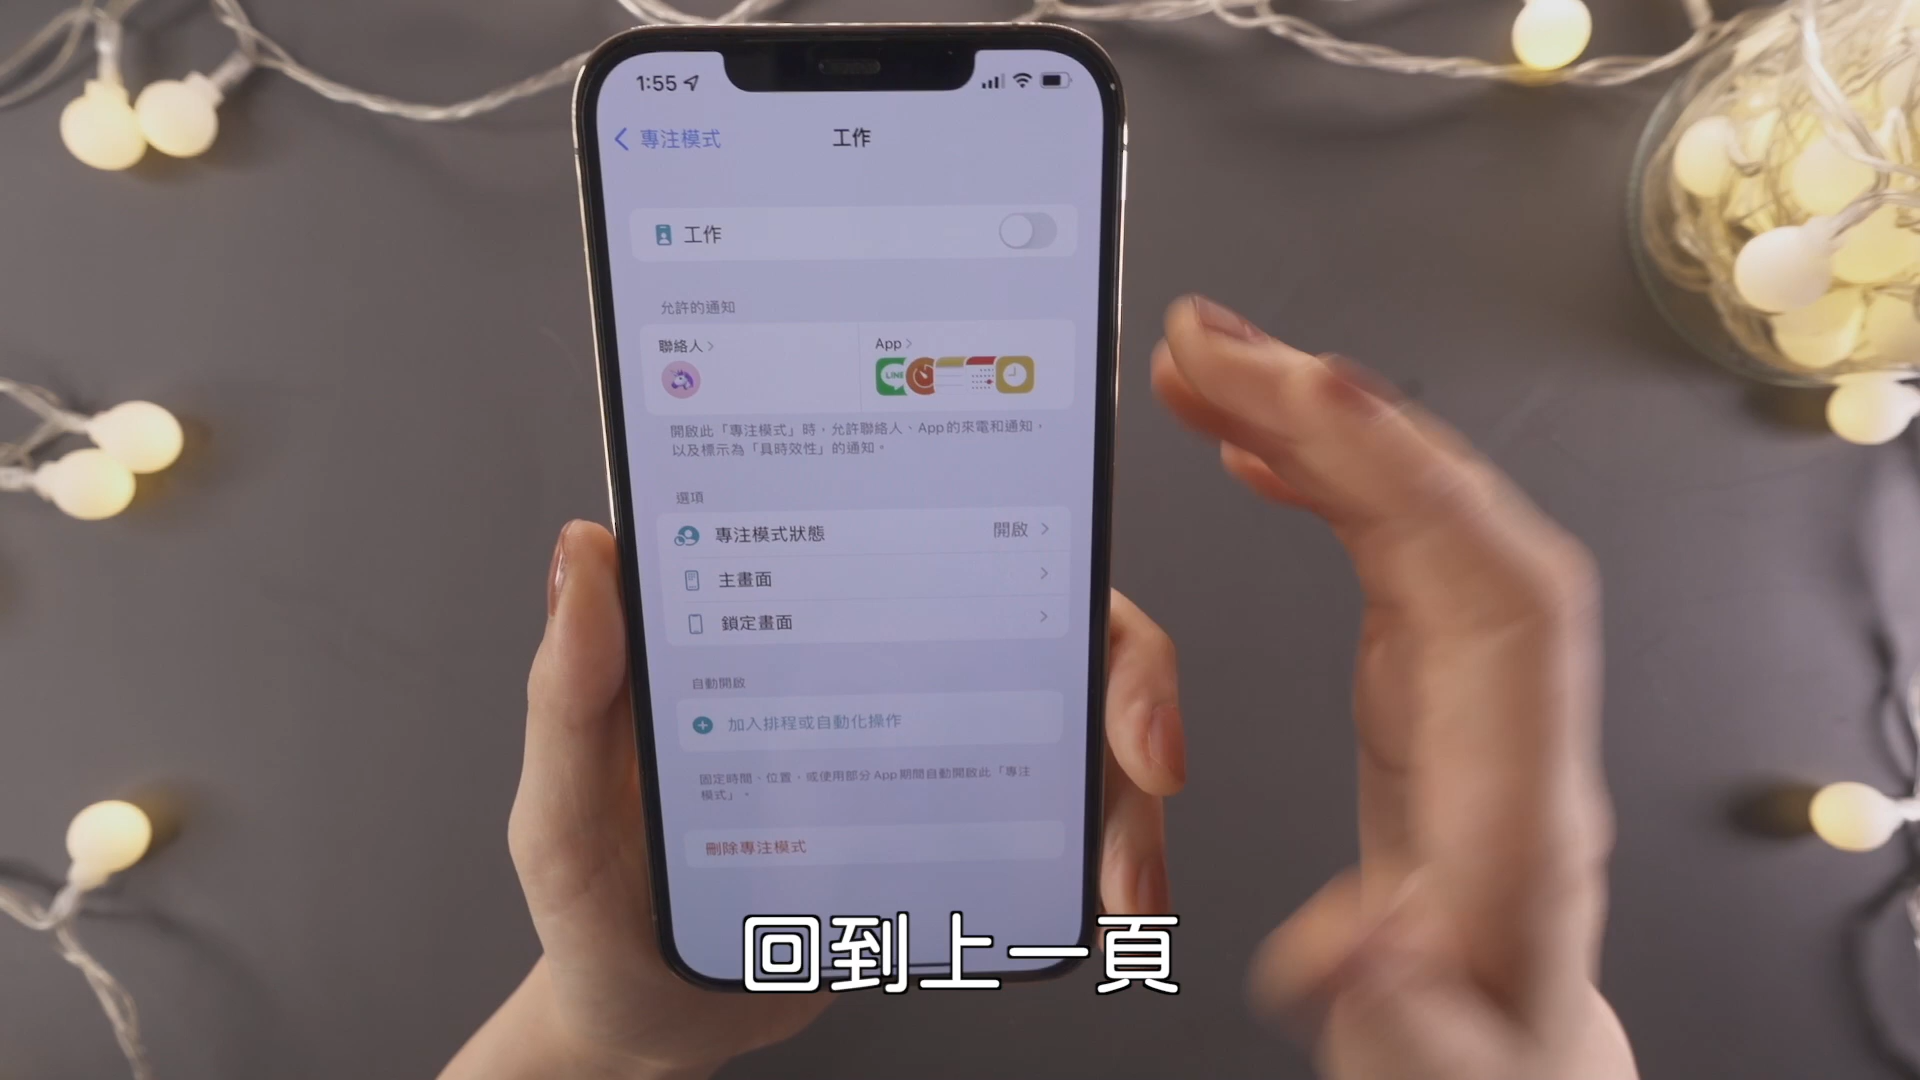 1:55
専注模式
工作
工作
允許的通知
聯絡人
App
LINE
開啟此「專注模式」時，允許聯絡人、App的來電和通知，
以及標示為「具時效性」的通知。
選項
專注模式狀態 開啟
主畫面
鎖定畫面
自動開啟
加入排程或自動化操作
固定時間、位置，或使用部分App期間自動開啟此「專注
模式」。
刪除專注模式
回到上一頁